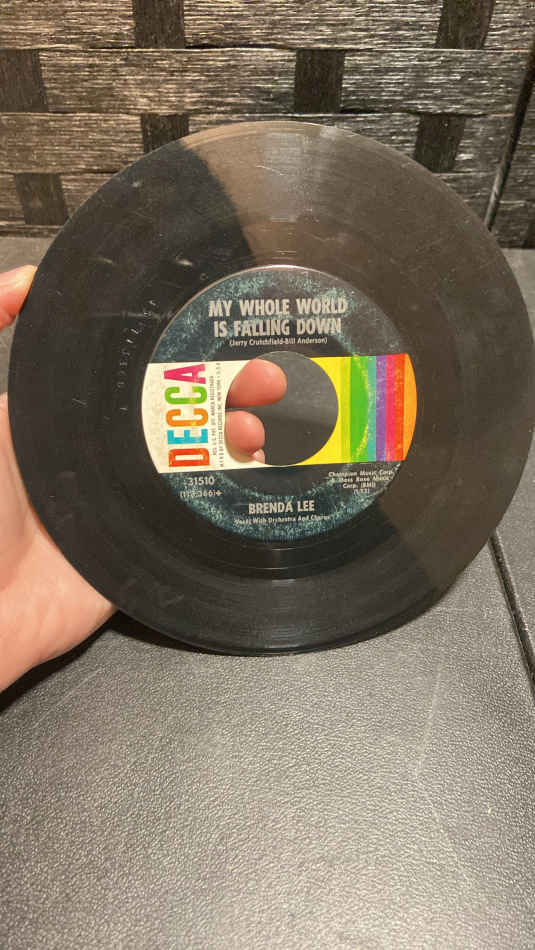 MY WHOLE WORLD
IS FALLING DOWN
(Jerry Crutchfield-Bill Anderson)
DECCA
31510
BRENDA LEE
Vocal With Orchestra And Chorus
Champion Music Corp.
& Moss Rose Music
Corp. (BMI)